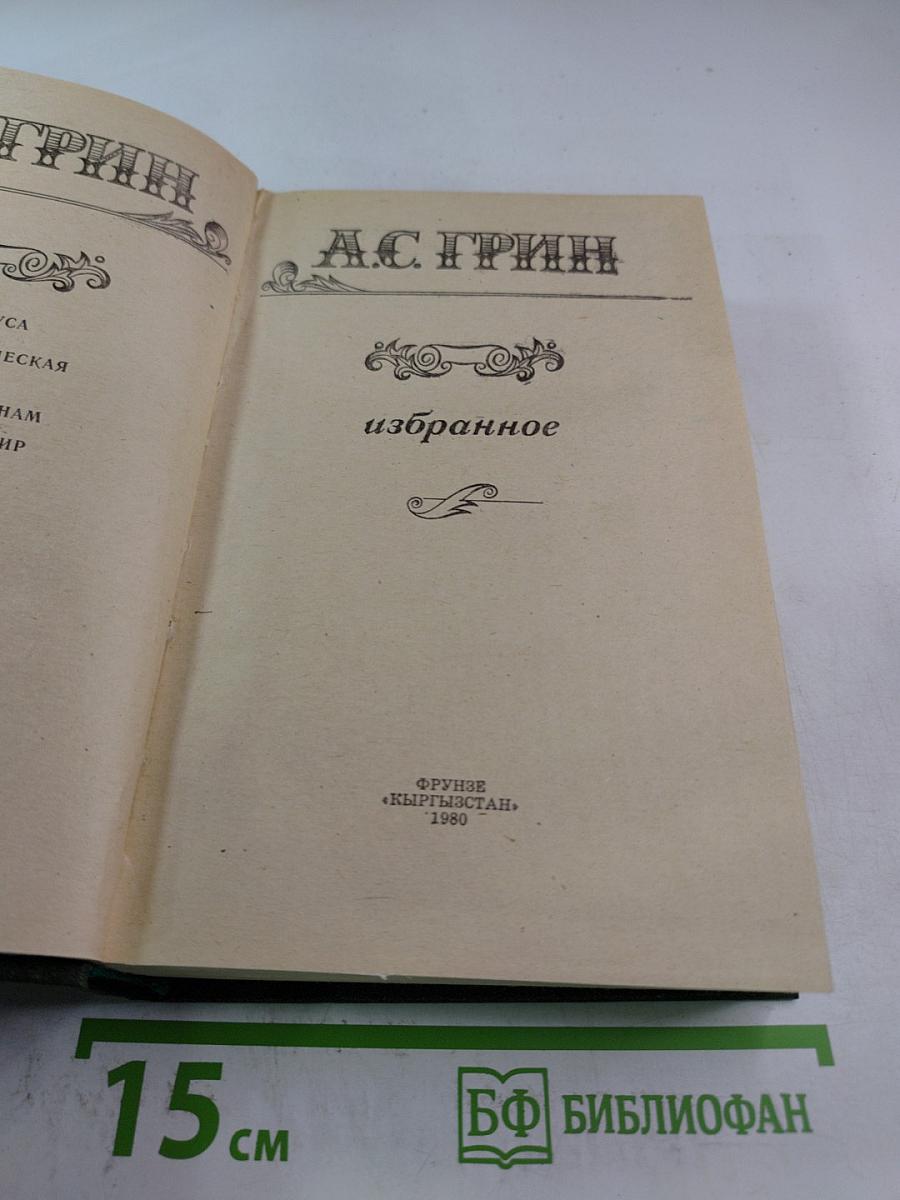 ГРИН
УСА
ЕСКАЯ
НАМ
ИР
А.С. ГРИН
избранное
ФРУНЗЕ
«КЫРГЫЗСТАН»
1980
15 см
БФ БИБЛИОФАН